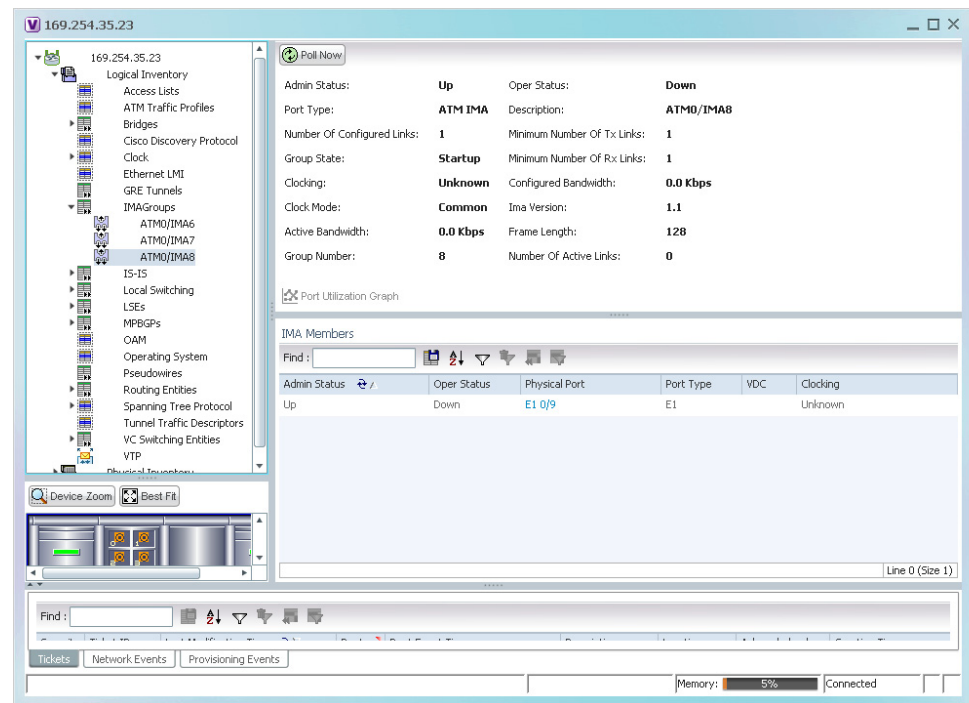 169.254.35.23
169.254.35.23
Logical Inventory
Access Lists
ATM Traffic Profiles
Bridges
Cisco Discovery Protocol
Clock
Ethernet LMI
GRE Tunnels
IMAGroups
ATM0/IMA6
ATM0/IMA7
ATM0/IMA8
IS-IS
Local Switching
LSEs
MPBGPs
OAM
Operating System
Pseudowires
Routing Entities
Spanning Tree Protocol
Tunnel Traffic Descriptors
VC Switching Entities
VTP
Physical Inventory
Device Zoom Best Fit
Poll Now
Admin Status: Up Oper Status: Down
Port Type: ATM IMA Description: ATM0/IMA8
Number Of Configured Links: 1 Minimum Number Of Tx Links: 1
Group State: Startup Minimum Number Of Rx Links: 1
Clocking: Unknown Configured Bandwidth: 0.0 Kbps
Clock Mode: Common Ima Version: 1.1
Active Bandwidth: 0.0 Kbps Frame Length: 128
Group Number: 8 Number Of Active Links: 0
Port Utilization Graph
IMA Members
Find :
Admin Status Oper Status Physical Port Port Type VDC Clocking
Up Down E1 0/9 E1 Unknown
Line 0 (Size 1)
Find :
Tickets Network Events Provisioning Events
Memory: 5% Connected